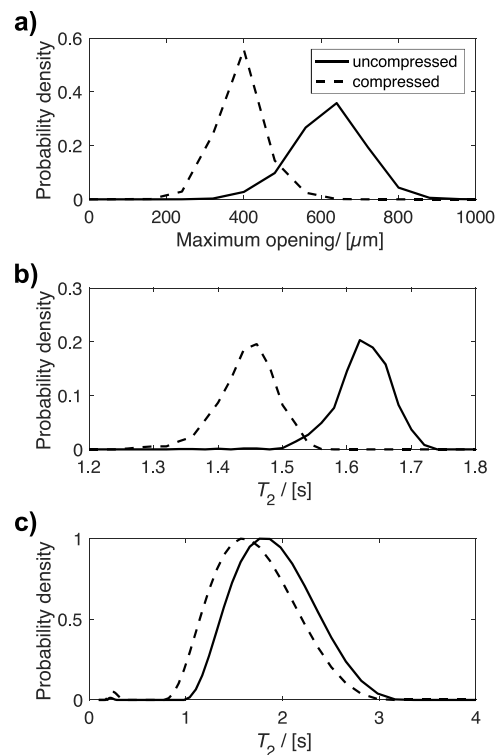 a)
0.6
0.4
0.2
0
Probability density
uncompressed
compressed
0 200 400 600 800 1000
Maximum opening/ [µm]
b)
0.3
0.2
0.1
0
Probability density
1.2 1.3 1.4 1.5 1.6 1.7 1.8
T2 / [s]
c)
1
0.5
0
Probability density
0 1 2 3 4
T2 / [s]